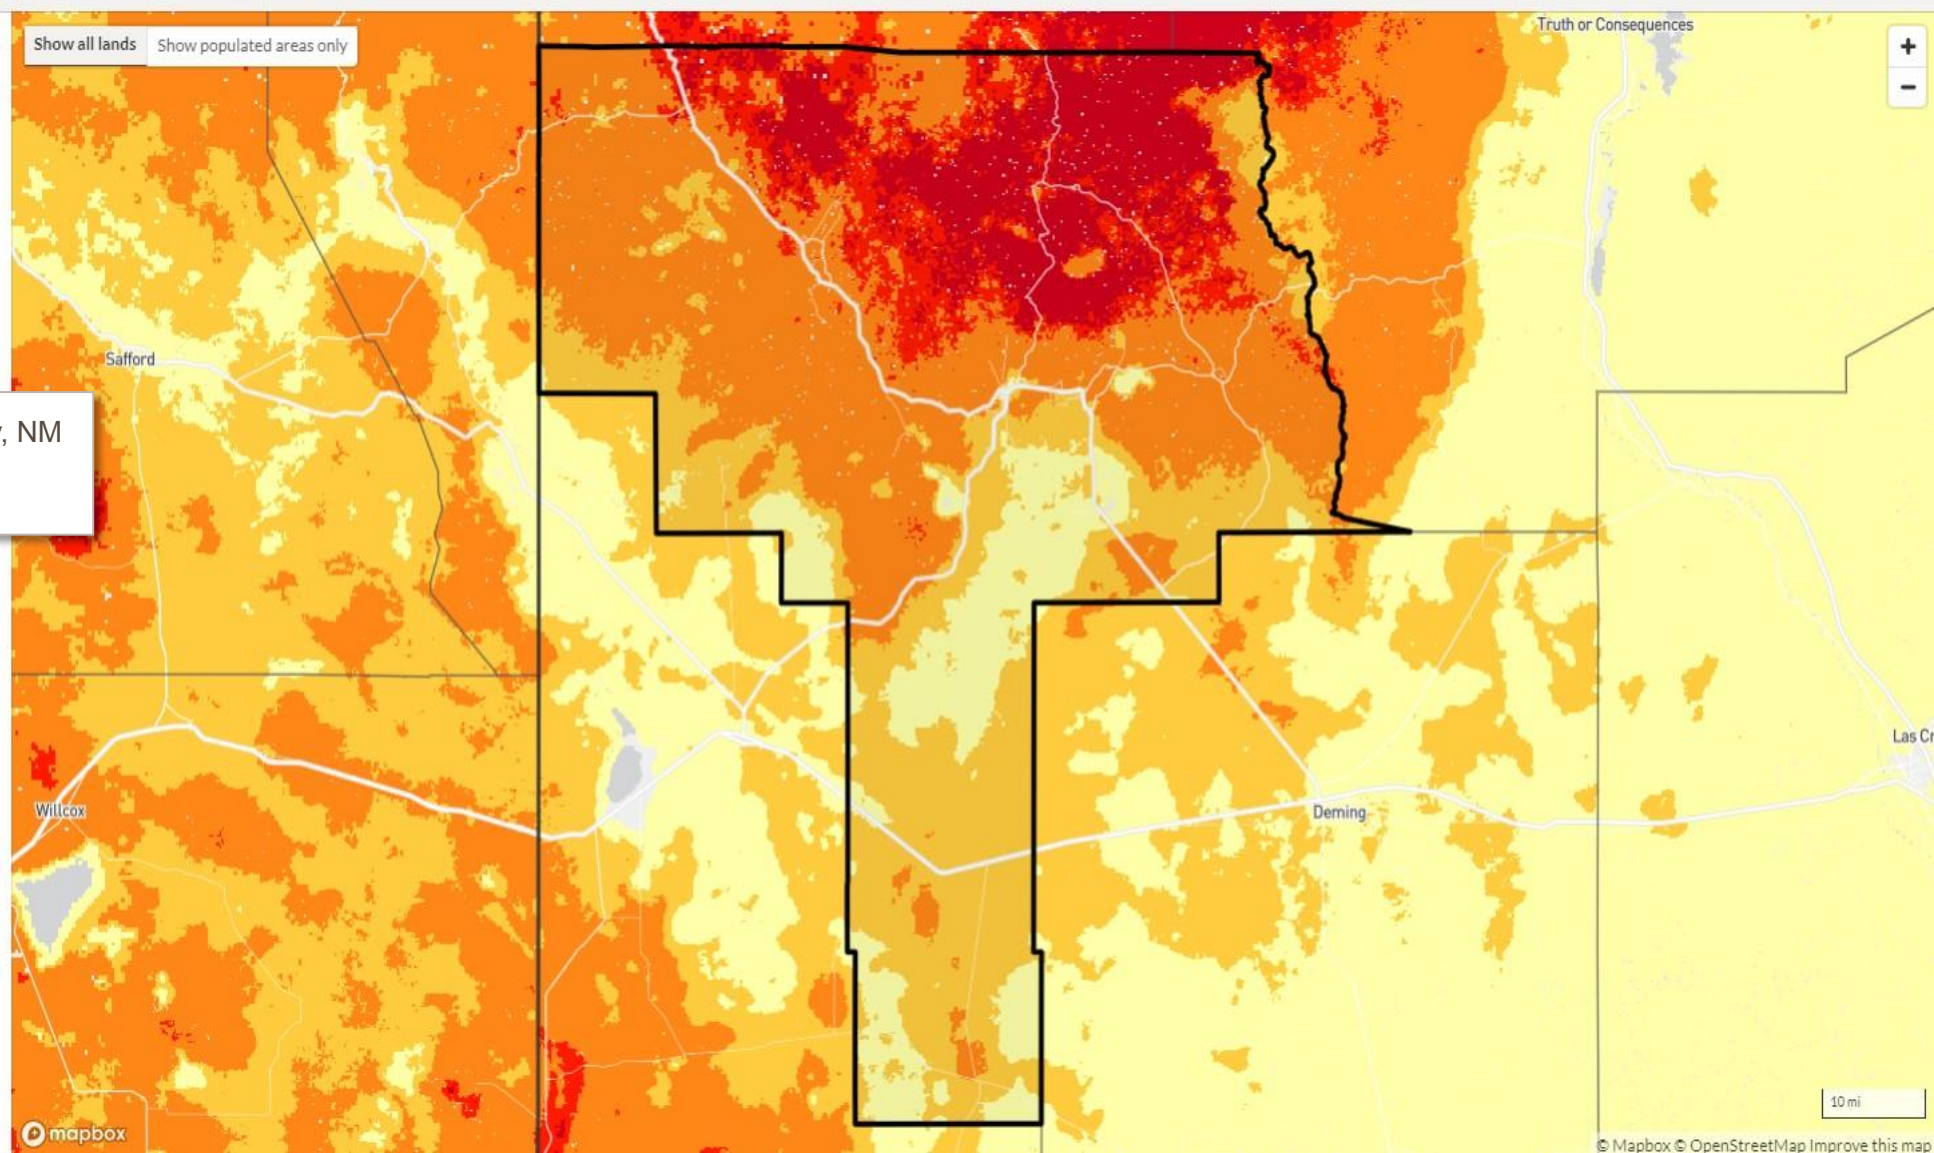 Show all lands
Show populated areas only
Truth or Consequences
+
−
Safford
, NM
Las Cr
Willcox
Deming
10 mi
mapbox
© Mapbox © OpenStreetMap Improve this map